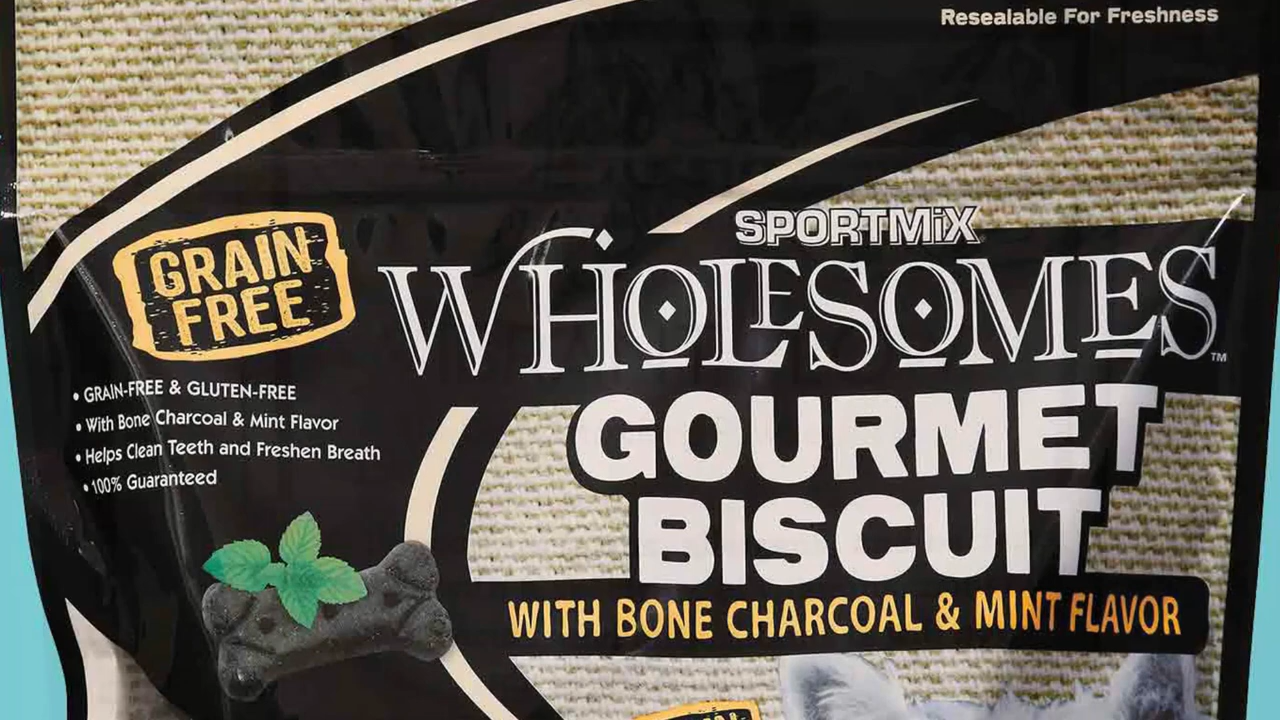 Resealable For Freshness
SPORTMiX
WHOLESOMES™
GRAIN
FREE
• GRAIN-FREE & GLUTEN-FREE
• With Bone Charcoal & Mint Flavor
• Helps Clean Teeth and Freshen Breath
• 100% Guaranteed
GOURMET
BISCUIT
WITH BONE CHARCOAL & MINT FLAVOR